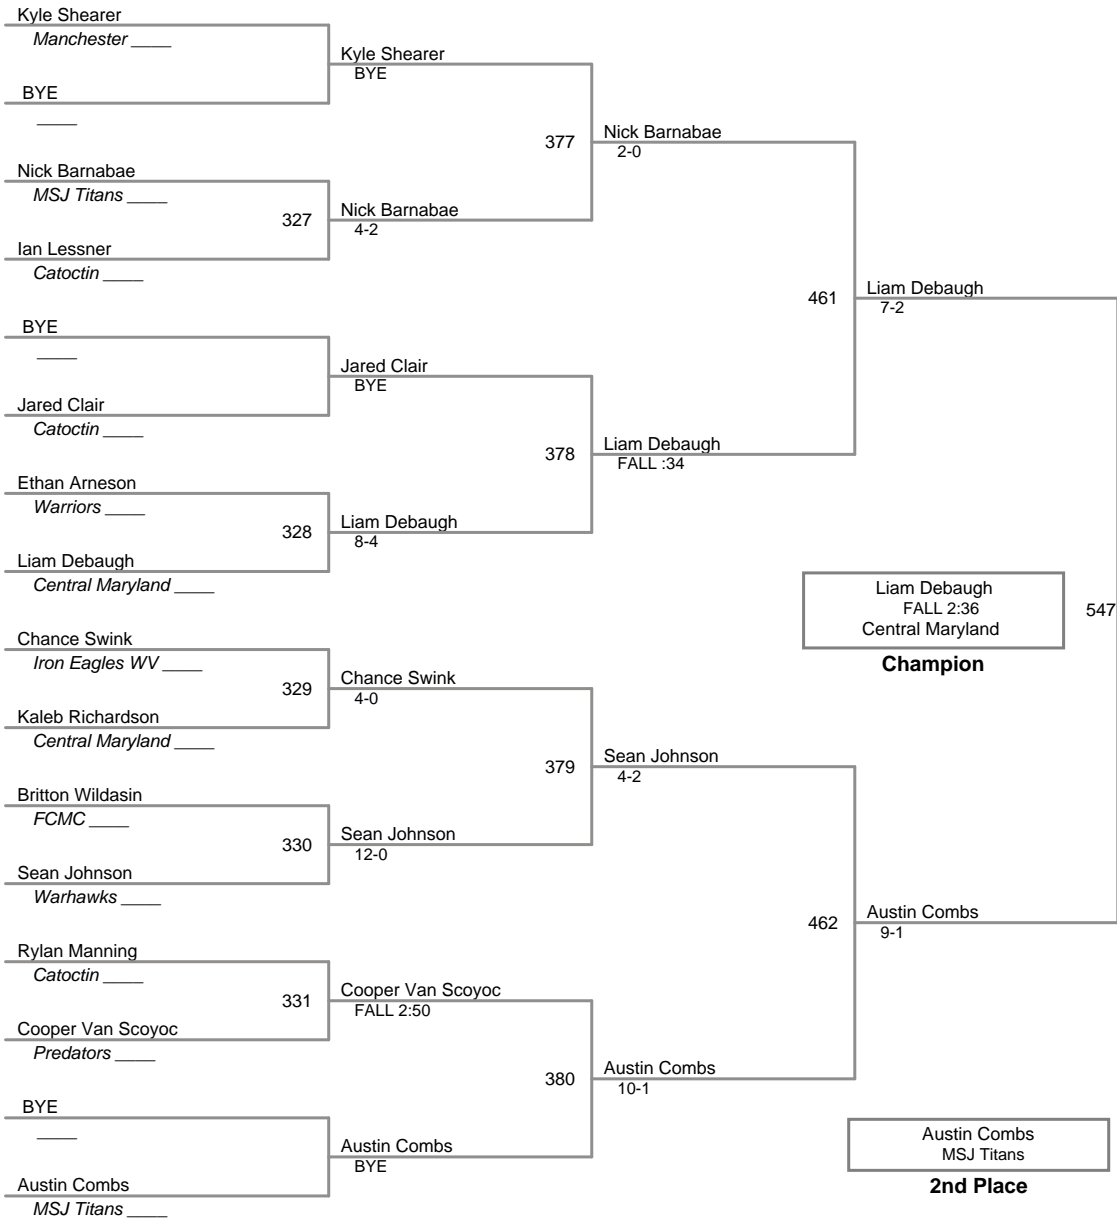 Kyle Shearer
Manchester ____
Kyle Shearer
BYE
BYE
____
377
Nick Barnabae
2-0
Nick Barnabae
MSJ Titans ____
327
Nick Barnabae
4-2
Ian Lessner
Catoctin ____
461
Liam Debaugh
7-2
BYE
____
Jared Clair
BYE
Jared Clair
Catoctin ____
378
Liam Debaugh
FALL :34
Ethan Arneson
Warriors ____
328
Liam Debaugh
8-4
Liam Debaugh
Central Maryland ____
Liam Debaugh
FALL 2:36
Central Maryland
547
Champion
Chance Swink
Iron Eagles WV ____
329
Chance Swink
4-0
Kaleb Richardson
Central Maryland ____
379
Sean Johnson
4-2
Britton Wildasin
FCMC ____
330
Sean Johnson
12-0
Sean Johnson
Warhawks ____
462
Austin Combs
9-1
Rylan Manning
Catoctin ____
331
Cooper Van Scoyoc
FALL 2:50
Cooper Van Scoyoc
Predators ____
380
Austin Combs
10-1
BYE
____
Austin Combs
BYE
Austin Combs
MSJ Titans ____
Austin Combs
MSJ Titans
2nd Place